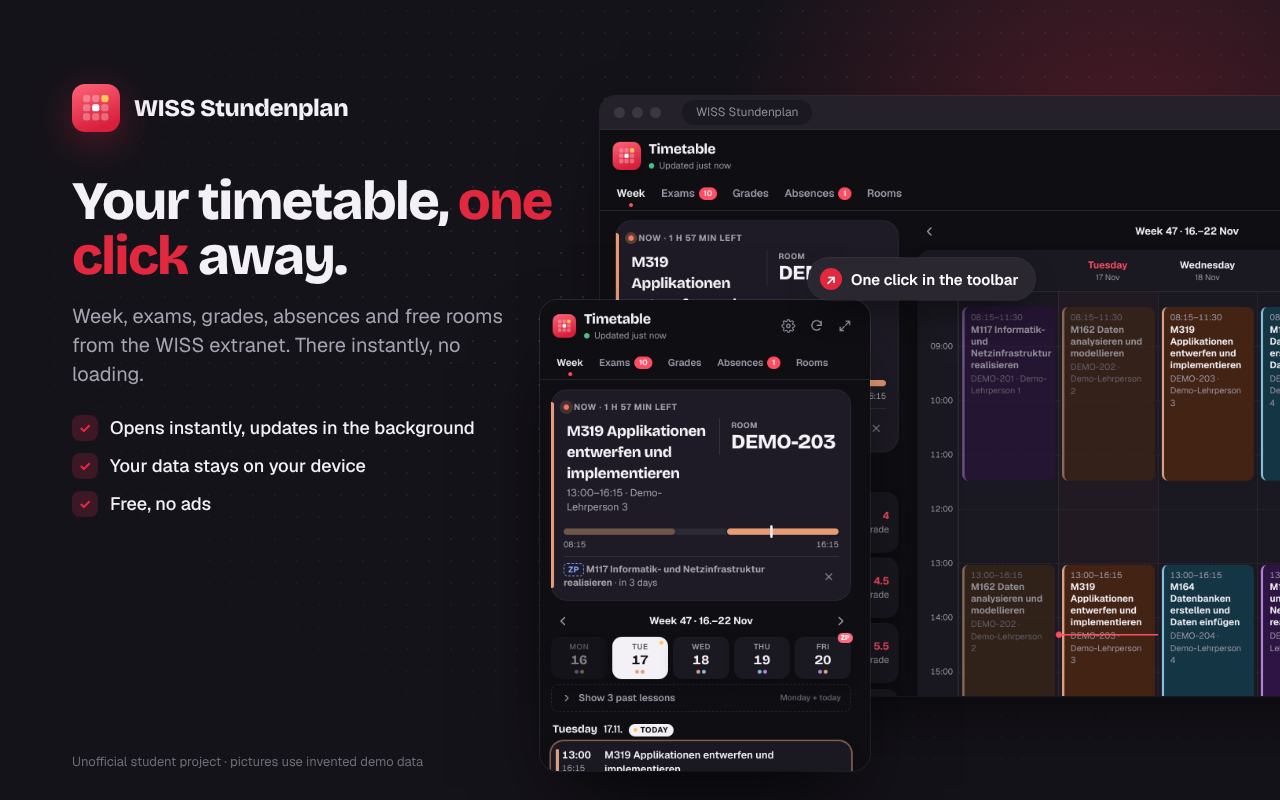 WISS Stundenplan
Your timetable, one
click away.
Week, exams, grades, absences and free rooms
from the WISS extranet. There instantly, no
loading.
Opens instantly, updates in the background
Your data stays on your device
Free, no ads
Unofficial student project · pictures use invented demo data
WISS Stundenplan
Timetable
Updated just now
Week Exams 10 Grades Absences 1 Rooms
NOW · 1 H 57 MIN LEFT
M319
Applikationen
ROOM
One click in the toolbar
Week 47 · 16.–22 Nov
Tuesday
17 Nov
Wednesday
18 Nov
09:00
10:00
11:00
12:00
13:00
14:00
15:00
08:15–11:30
M117 Informatik-
und
Netzinfrastruktur
realisieren
DEMO-201 · Demo-
Lehrperson 1
08:15–11:30
M162 Daten
analysieren und
modellieren
DEMO-202 ·
Demo-Lehrperson
2
08:15–11:30
M319
Applikationen
entwerfen und
implementieren
DEMO-203 ·
Demo-Lehrperson
3
13:00–16:15
M162 Daten
analysieren und
modellieren
DEMO-202 ·
Demo-Lehrperson
2
13:00–16:15
M319
Applikationen
entwerfen und
implementieren
DEMO-203 ·
Demo-Lehrperson
3
13:00–16:15
M164
Datenbanken
erstellen und
Daten einfügen
DEMO-204 ·
Demo-Lehrperson
4
4
4.5
5.5
Timetable
Updated just now
Week Exams 10 Grades Absences 1 Rooms
NOW · 1 H 57 MIN LEFT
M319 Applikationen
entwerfen und
implementieren
ROOM
DEMO-203
13:00–16:15 · Demo-
Lehrperson 3
08:15 16:15
ZP M117 Informatik- und Netzinfrastruktur
realisieren · in 3 days
Week 47 · 16.–22 Nov
MON TUE WED THU FRI ZP
16 17 18 19 20
Show 3 past lessons Monday + today
Tuesday 17.11. TODAY
13:00 M319 Applikationen entwerfen und
16:15 implementieren